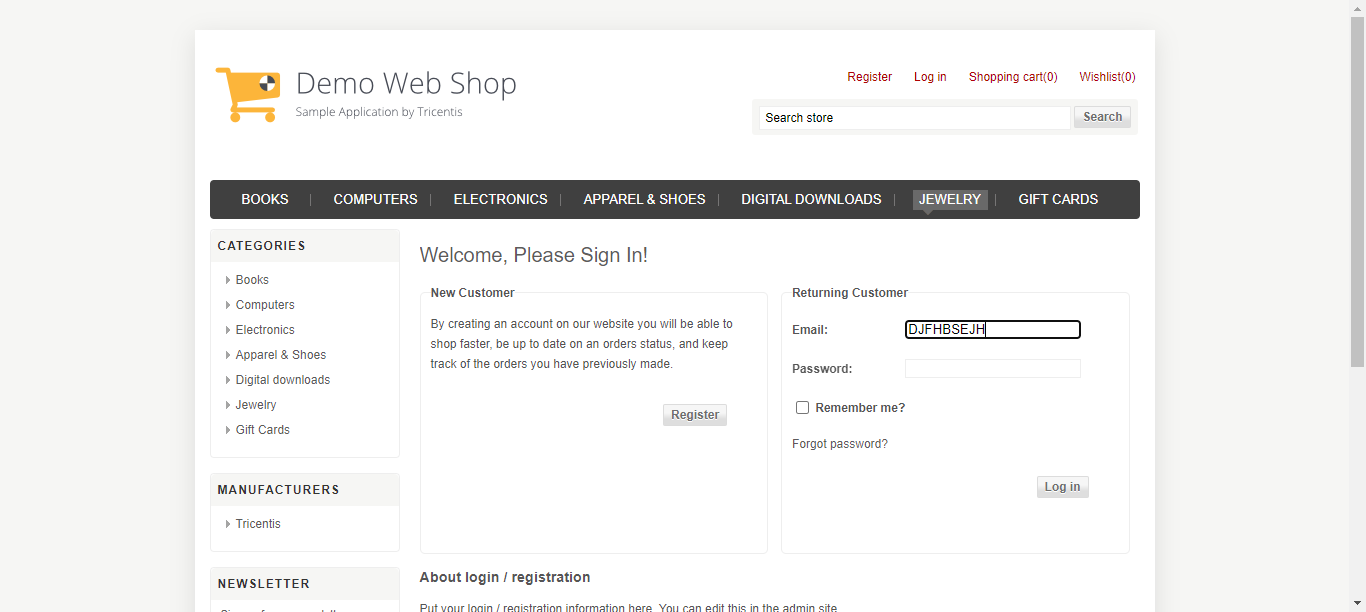 Demo Web Shop
Sample Application by Tricentis
Register Log in Shopping cart(0) Wishlist(0)
Search store Search
BOOKS COMPUTERS ELECTRONICS APPAREL & SHOES DIGITAL DOWNLOADS JEWELRY GIFT CARDS
CATEGORIES
Books
Computers
Electronics
Apparel & Shoes
Digital downloads
Jewelry
Gift Cards
MANUFACTURERS
Tricentis
NEWSLETTER
Welcome, Please Sign In!
New Customer
By creating an account on our website you will be able to
shop faster, be up to date on an orders status, and keep
track of the orders you have previously made.
Register
Returning Customer
Email: DJFHBSEJH
Password:
Remember me?
Forgot password?
Log in
About login / registration
Put your login / registration information here. You can edit this in the admin site.